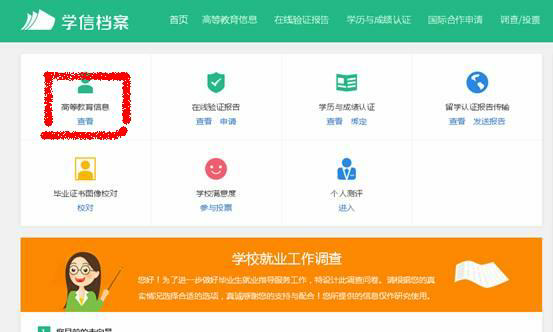 学信档案
首页 高等教育信息 在线验证报告 学历与成绩认证 国际合作申请 调查/投票
高等教育信息 在线验证报告 学历与成绩认证 留学认证报告传输
查看 查看 申请 查看 绑定 查看 发送报告
毕业证书图像校对 学校满意度 个人测评
校对 参与投票 进入
学校就业工作调查
您好！为了进一步做好毕业生就业指导服务工作，特设计此调查问卷。请根据您的真
实情况选择合适的选项，真诚感谢您的支持与配合！您所提供的信息仅作研究使用。
1 您目前的去向是